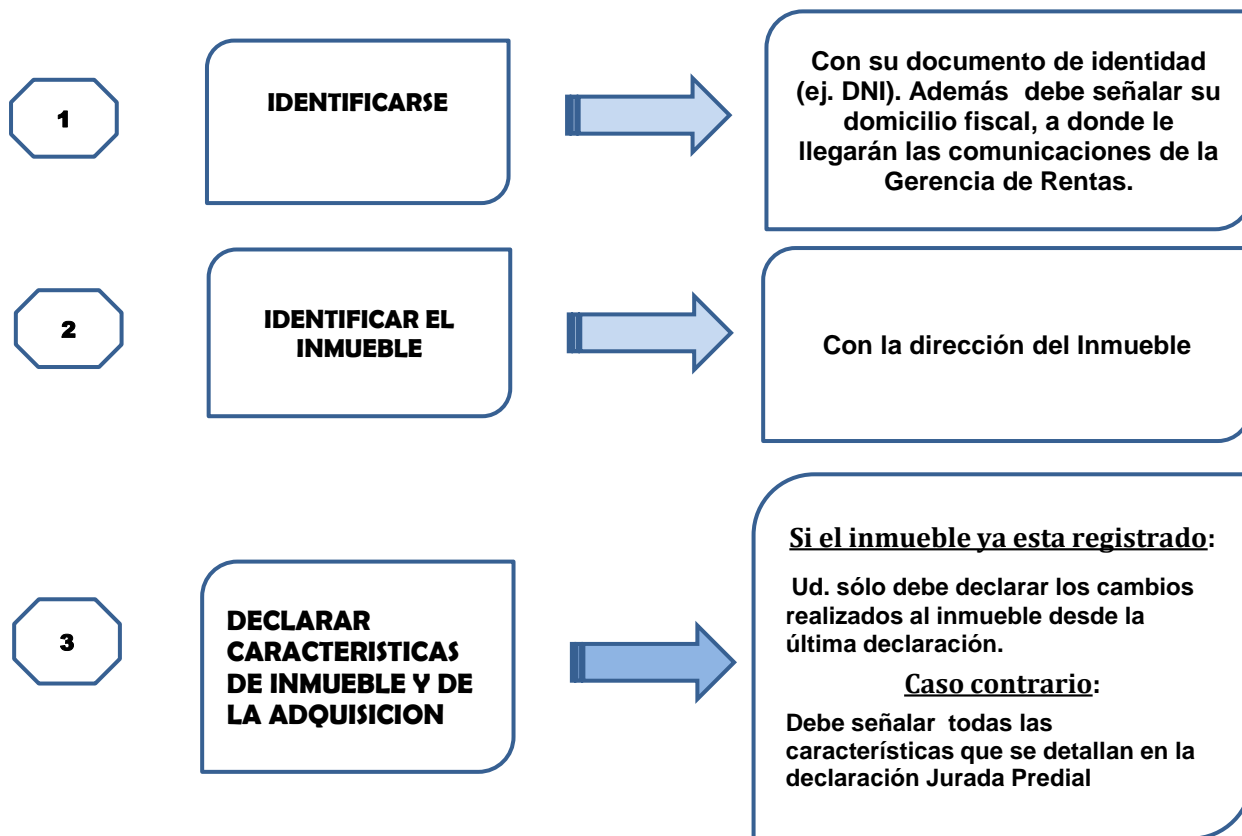 1
IDENTIFICARSE
Con su documento de identidad
(ej. DNI). Además debe señalar su
domicilio fiscal, a donde le
llegarán las comunicaciones de la
Gerencia de Rentas.
2
IDENTIFICAR EL
INMUEBLE
Con la dirección del Inmueble
3
DECLARAR
CARACTERISTICAS
DE INMUEBLE Y DE
LA ADQUISICION
Si el inmueble ya esta registrado:
Ud. sólo debe declarar los cambios
realizados al inmueble desde la
última declaración.
Caso contrario:
Debe señalar todas las
características que se detallan en la
declaración Jurada Predial